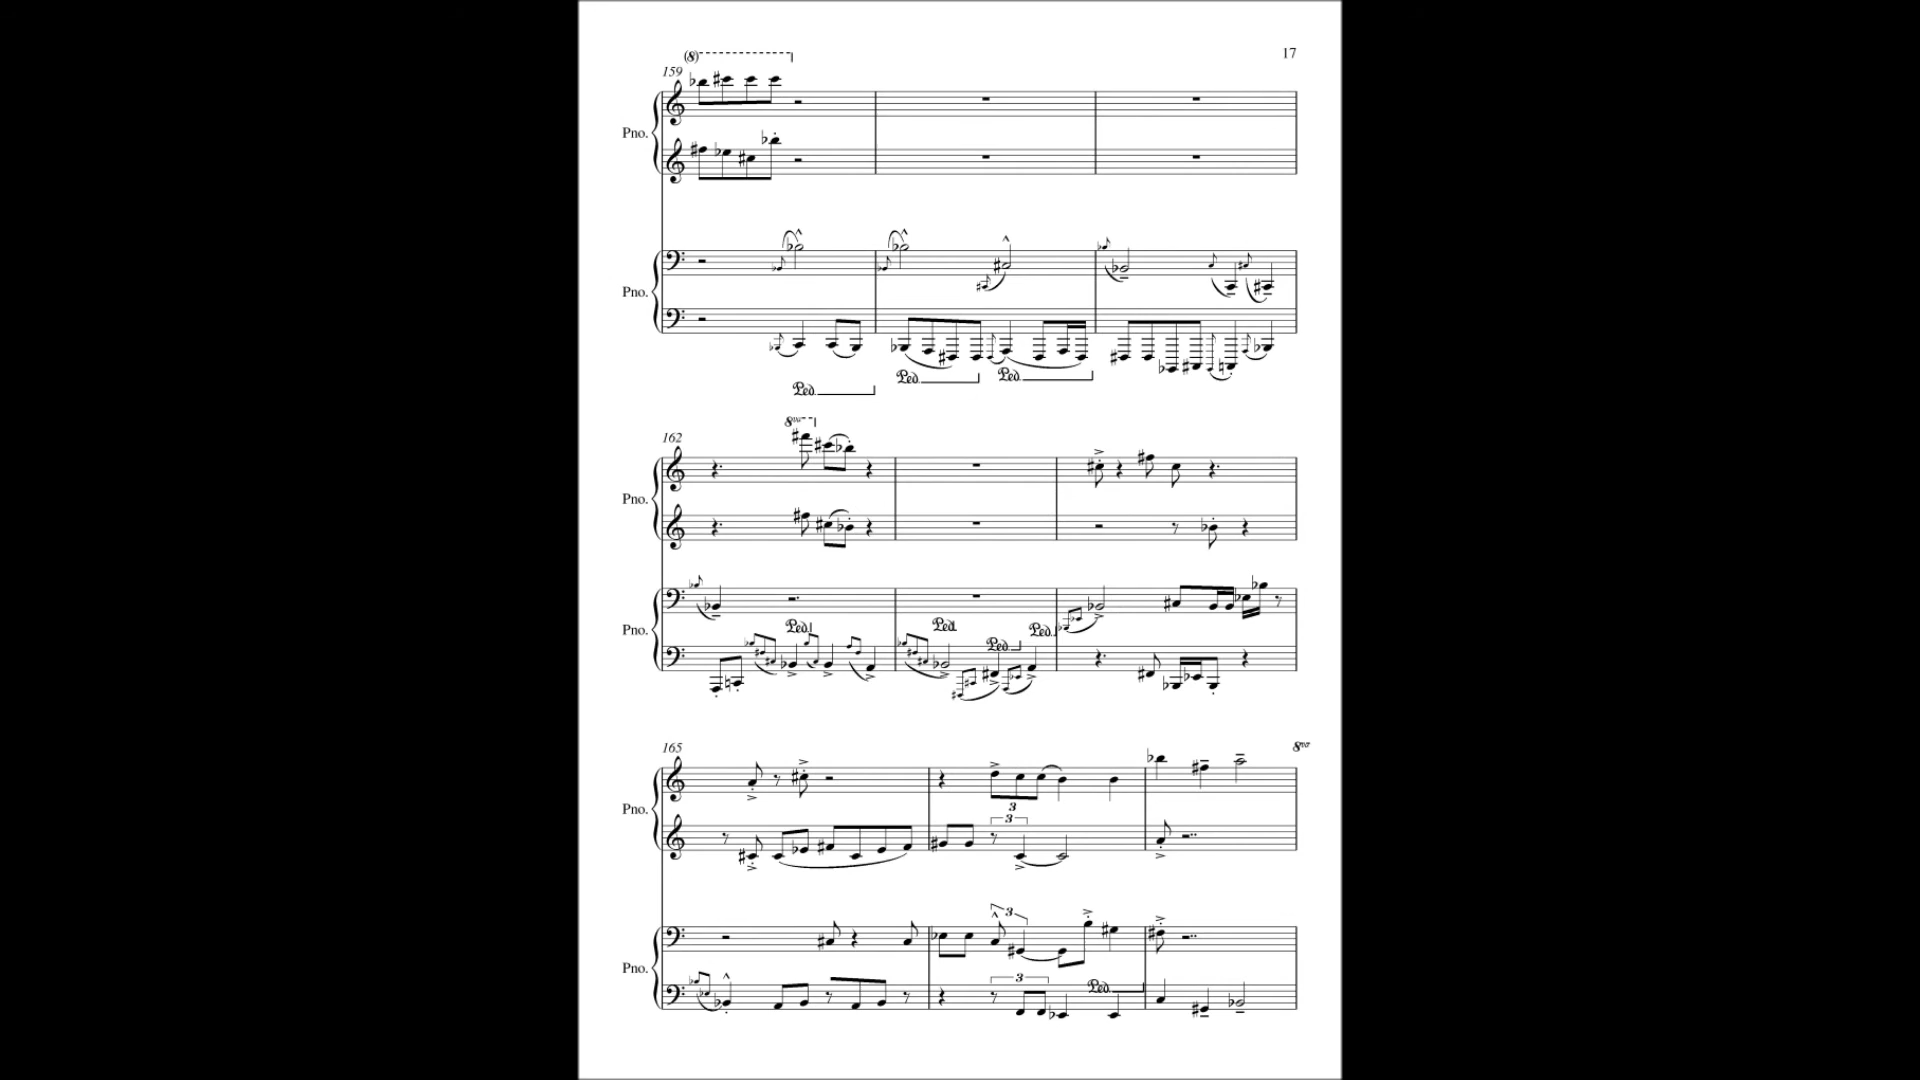 17
(8)
159
Pno.
Pno.
Ped. Ped. Ped.
8va
162
Pno.
Pno.
Ped. Ped. Ped. Ped.
165 8va
Pno.
3
3
3
Pno.
3
Ped.